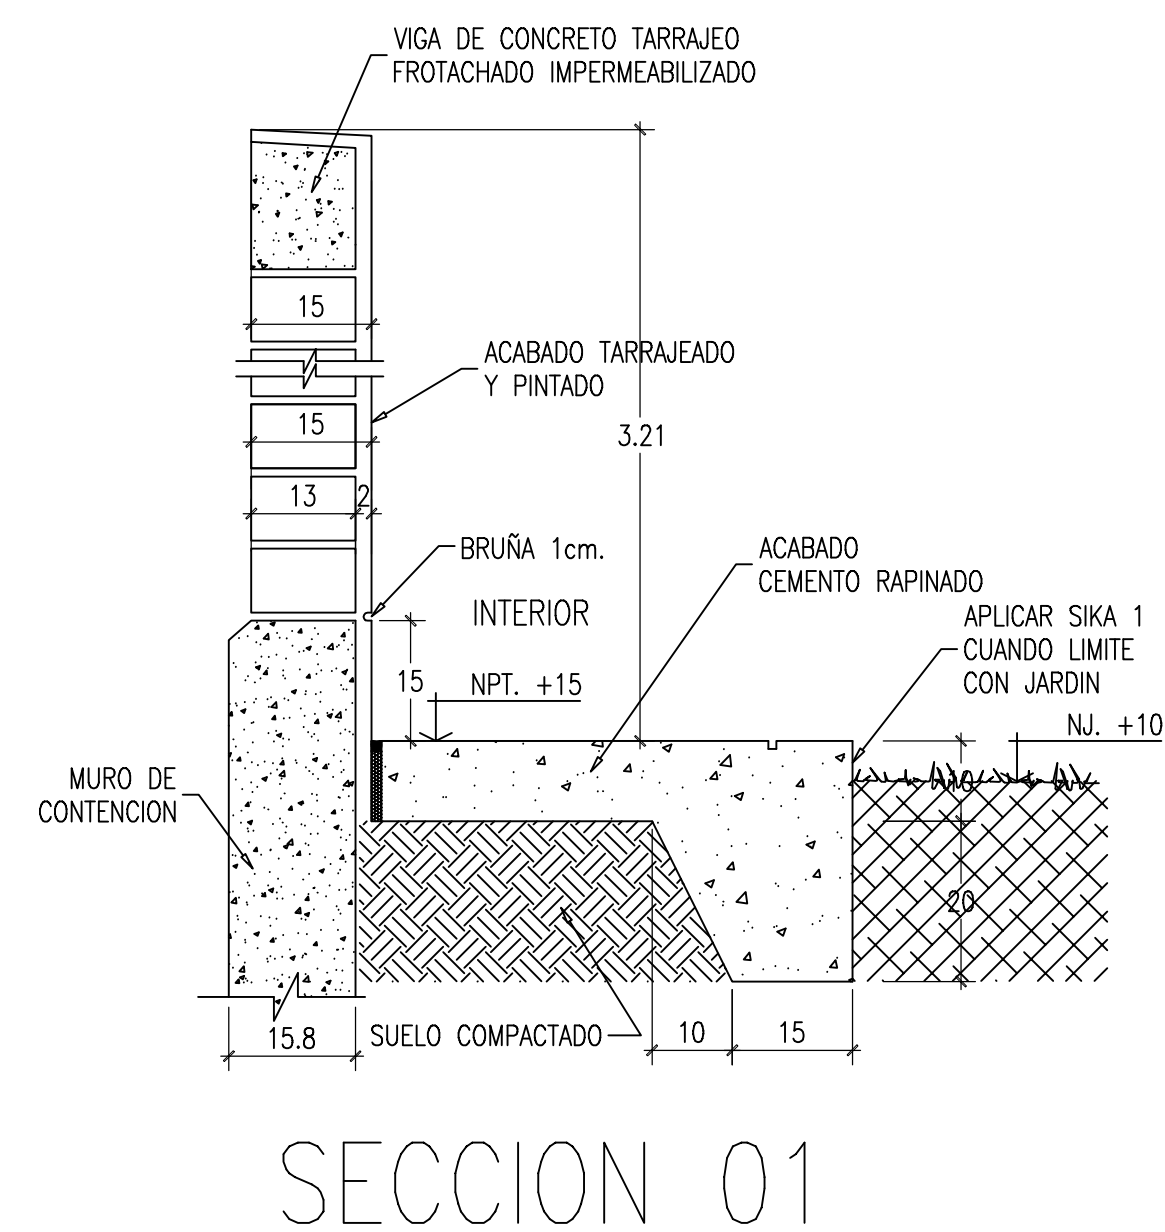 VIGA DE CONCRETO TARRAJEO
FROTACHADO IMPERMEABILIZADO
15
ACABADO TARRAJEADO
Y PINTADO
15
3.21
13
2
BRUÑA 1cm.
ACABADO
CEMENTO RAPINADO
INTERIOR
APLICAR SIKA 1
CUANDO LIMITE
CON JARDIN
15
NPT. +15
NJ. +10
MURO DE
CONTENCION
10
20
15.8
SUELO COMPACTADO
10
15
SECCION 01